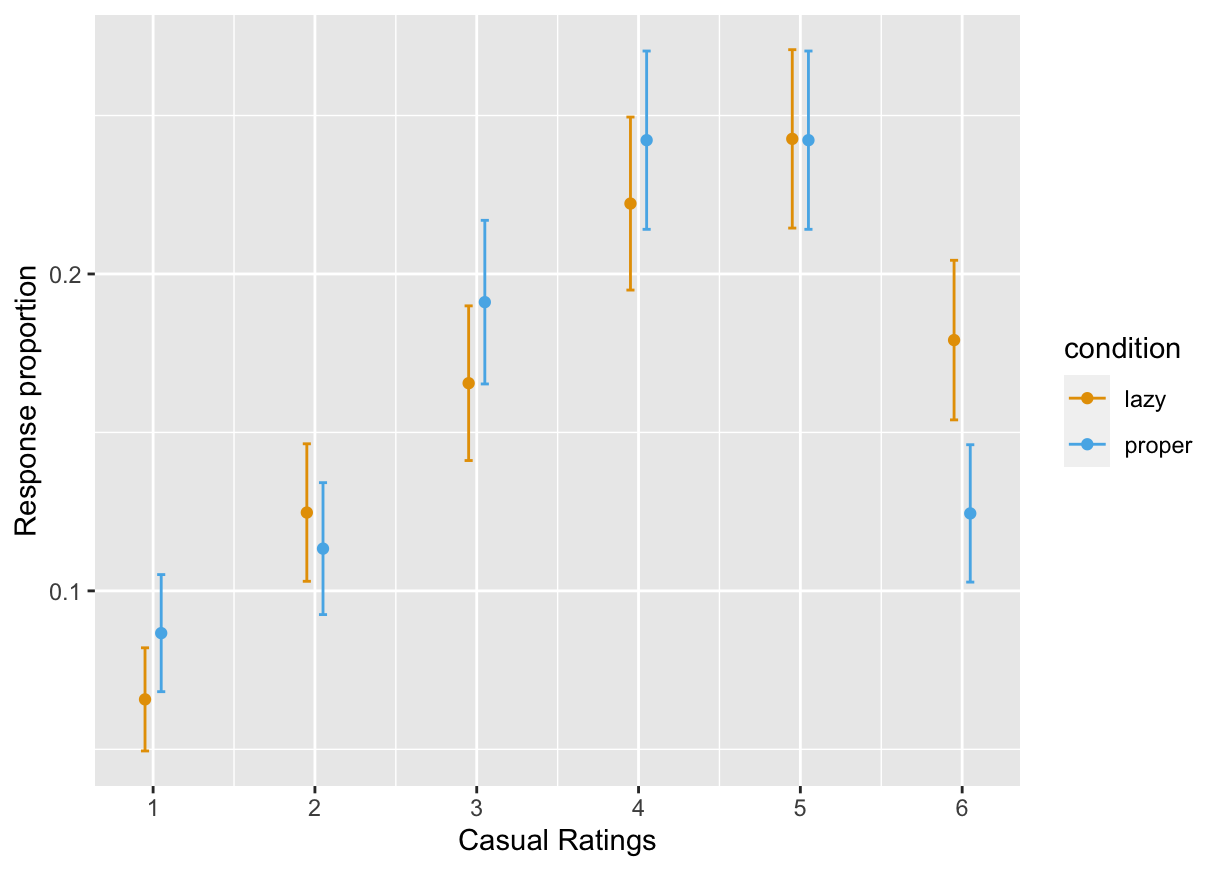 Response proportion
0.2
0.1
1 2 3 4 5 6
Casual Ratings
condition
lazy
proper